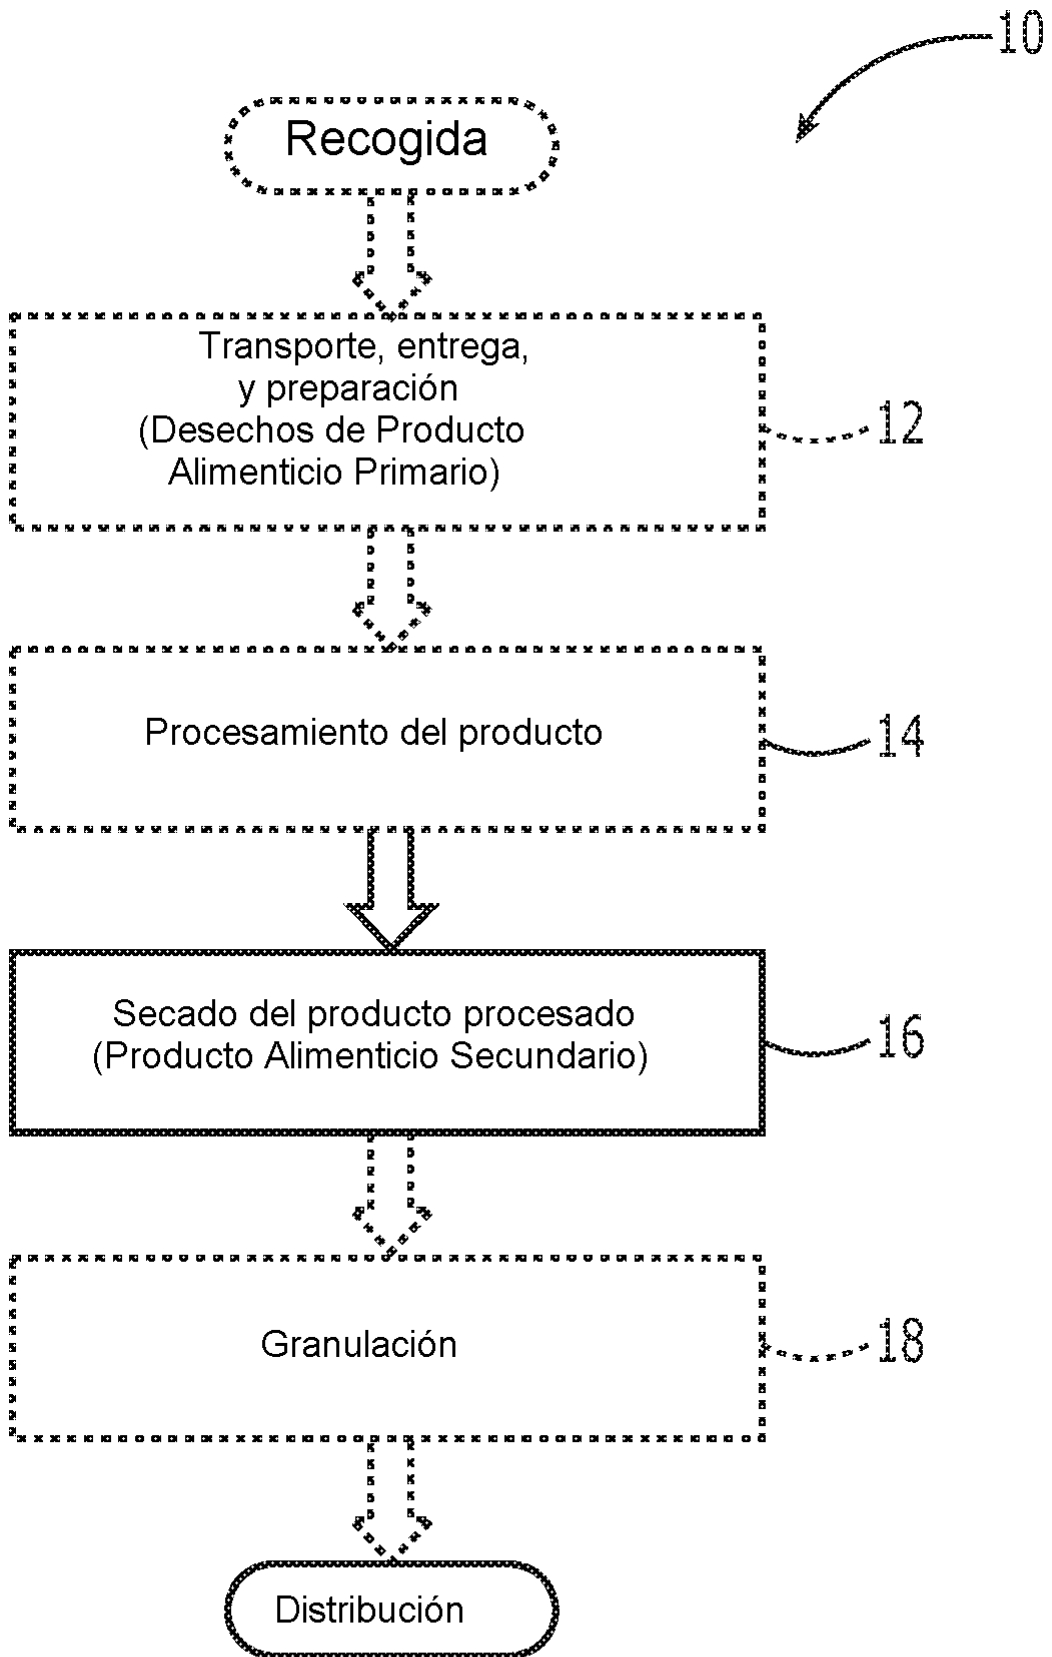 10
Recogida
Transporte, entrega,
y preparación
(Desechos de Producto
Alimenticio Primario)
12
Procesamiento del producto
14
Secado del producto procesado
(Producto Alimenticio Secundario)
16
Granulación
18
Distribución